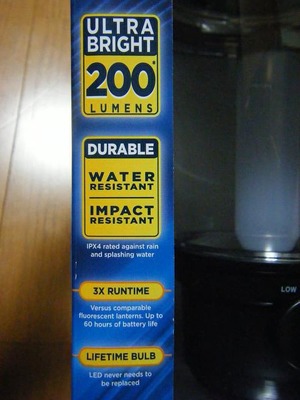 ULTRA
BRIGHT
200*
LUMENS
DURABLE
WATER
RESISTANT
IMPACT
RESISTANT
IPX4 rated against rain
and splashing water
3X RUNTIME
Versus comparable
fluorescent lanterns. Up to
60 hours of battery life
LIFETIME BULB
LED never needs to
be replaced
LOW